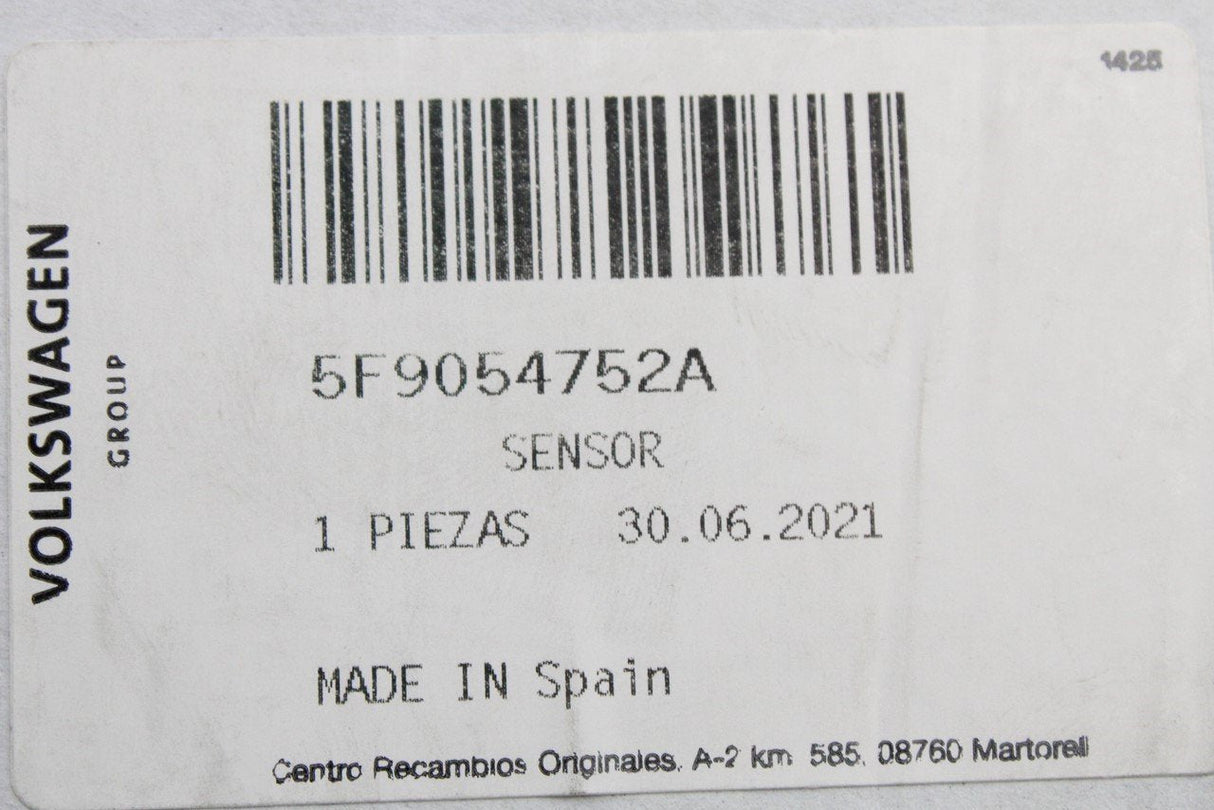 1425
VOLKSWAGEN
GROUP
5F9054752A
SENSOR
1 PIEZAS 30.06.2021
MADE IN Spain
Centro Recambios Originales. A-2 km 585. 08760 Martorell